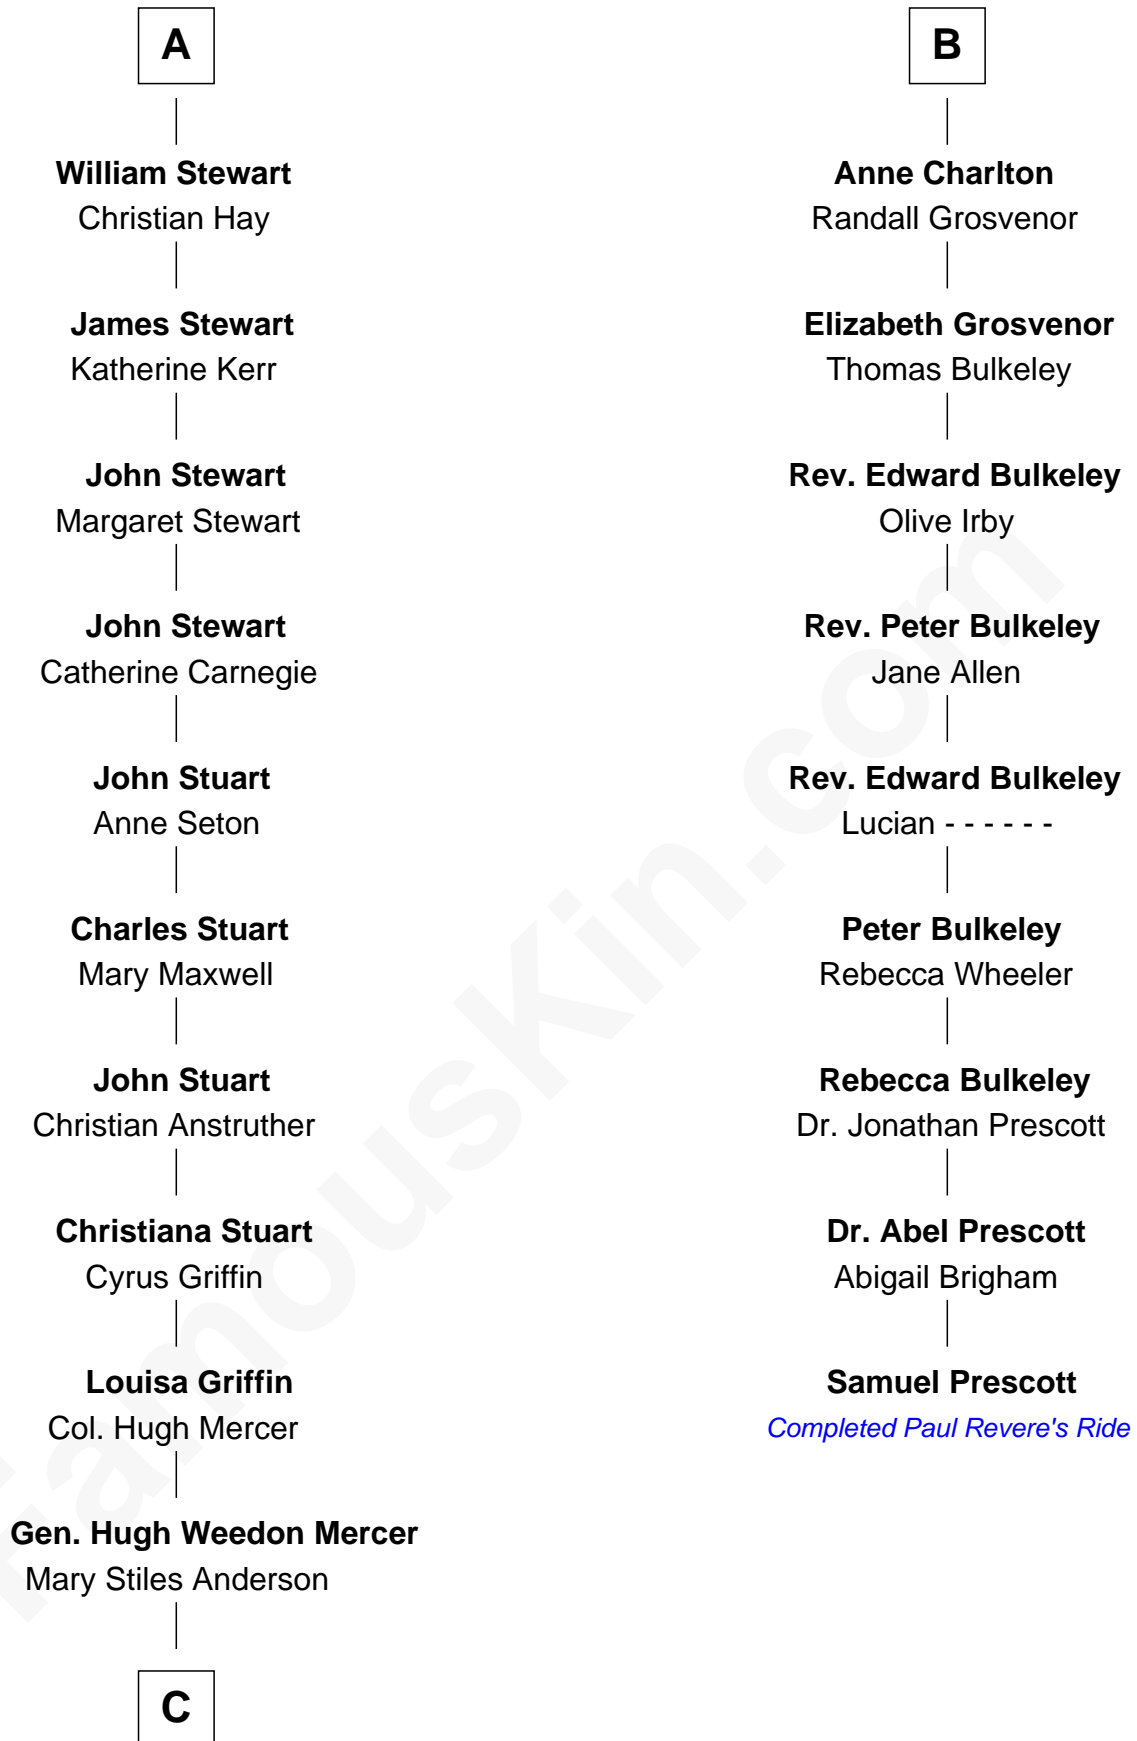 A
William Stewart
Christian Hay
James Stewart
Katherine Kerr
John Stewart
Margaret Stewart
John Stewart
Catherine Carnegie
John Stuart
Anne Seton
Charles Stuart
Mary Maxwell
John Stuart
Christian Anstruther
Christiana Stuart
Cyrus Griffin
Louisa Griffin
Col. Hugh Mercer
Gen. Hugh Weedon Mercer
Mary Stiles Anderson
C
B
Anne Charlton
Randall Grosvenor
Elizabeth Grosvenor
Thomas Bulkeley
Rev. Edward Bulkeley
Olive Irby
Rev. Peter Bulkeley
Jane Allen
Rev. Edward Bulkeley
Lucian - - - - - -
Peter Bulkeley
Rebecca Wheeler
Rebecca Bulkeley
Dr. Jonathan Prescott
Dr. Abel Prescott
Abigail Brigham
Samuel Prescott
Completed Paul Revere's Ride
FamousKin.com